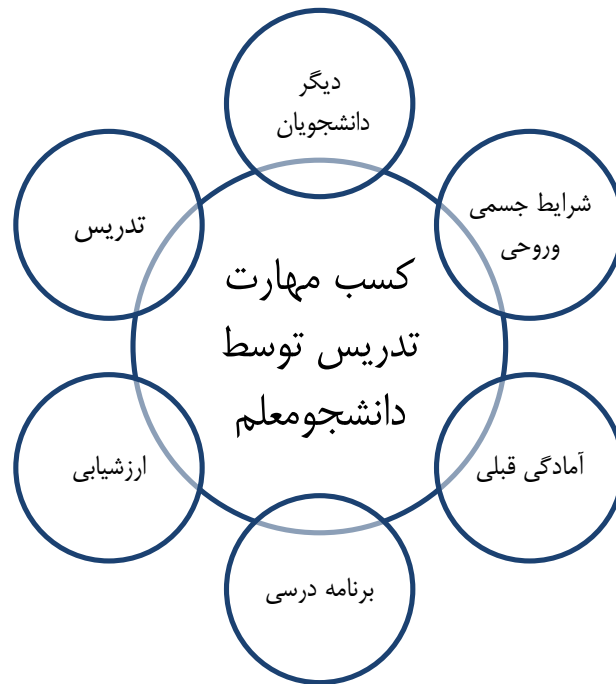 دیگر
دانشجویان
شرایط جسمی
وروحی
تدریس
کسب مهارت
تدریس توسط
دانشجومعلم
آمادگی قبلی
ارزشیابی
برنامه درسی